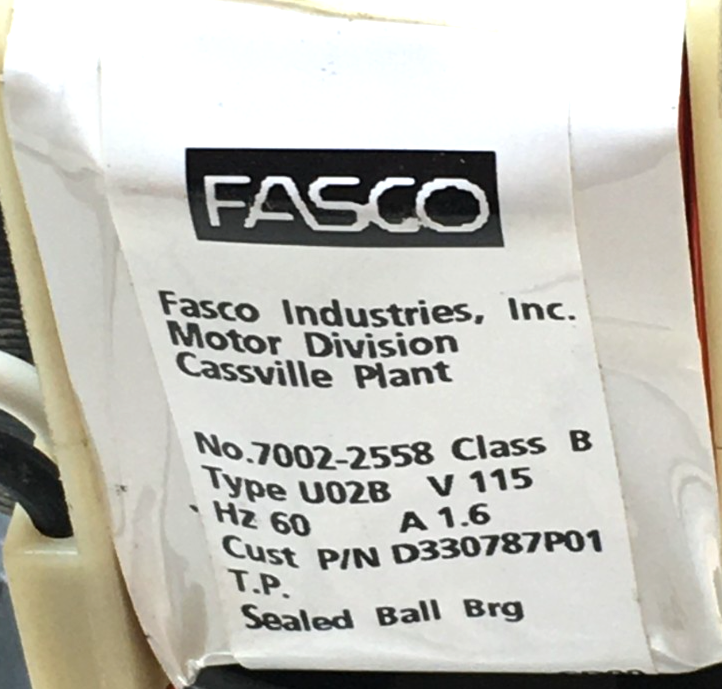 FASCO
Fasco Industries, Inc.
Motor Division
Cassville Plant
No.7002-2558 Class B
Type U02B V 115
Hz 60 A 1.6
Cust P/N D330787P01
T.P.
Sealed Ball Brg